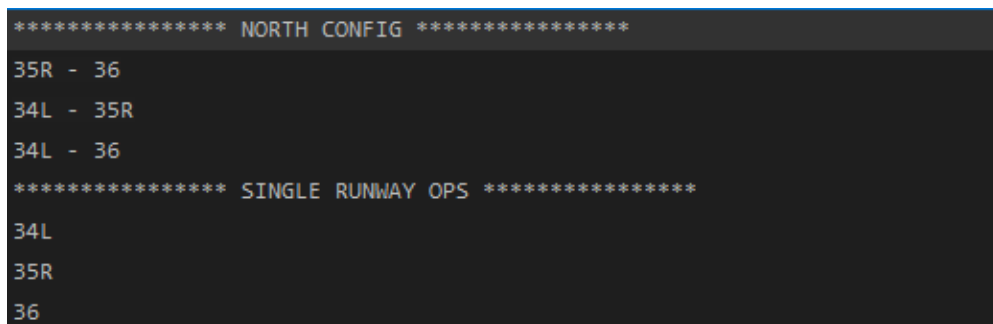 **************** NORTH CONFIG ****************
35R - 36
34L - 35R
34L - 36
**************** SINGLE RUNWAY OPS ****************
34L
35R
36